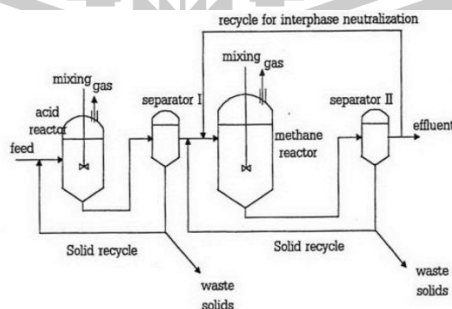 recycle for interphase neutralization
mixing
gas
mixing
gas
acid
reactor
separator I
separator II
feed
methane
reactor
effluent
Solid recycle
Solid recycle
waste
solids
waste
solids